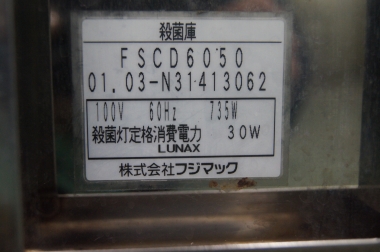 殺菌庫
FSCD6050
01.03-N31413062
100V 60Hz 735W
殺菌灯定格消費電力 30W
LUNAX
株式会社フジマック